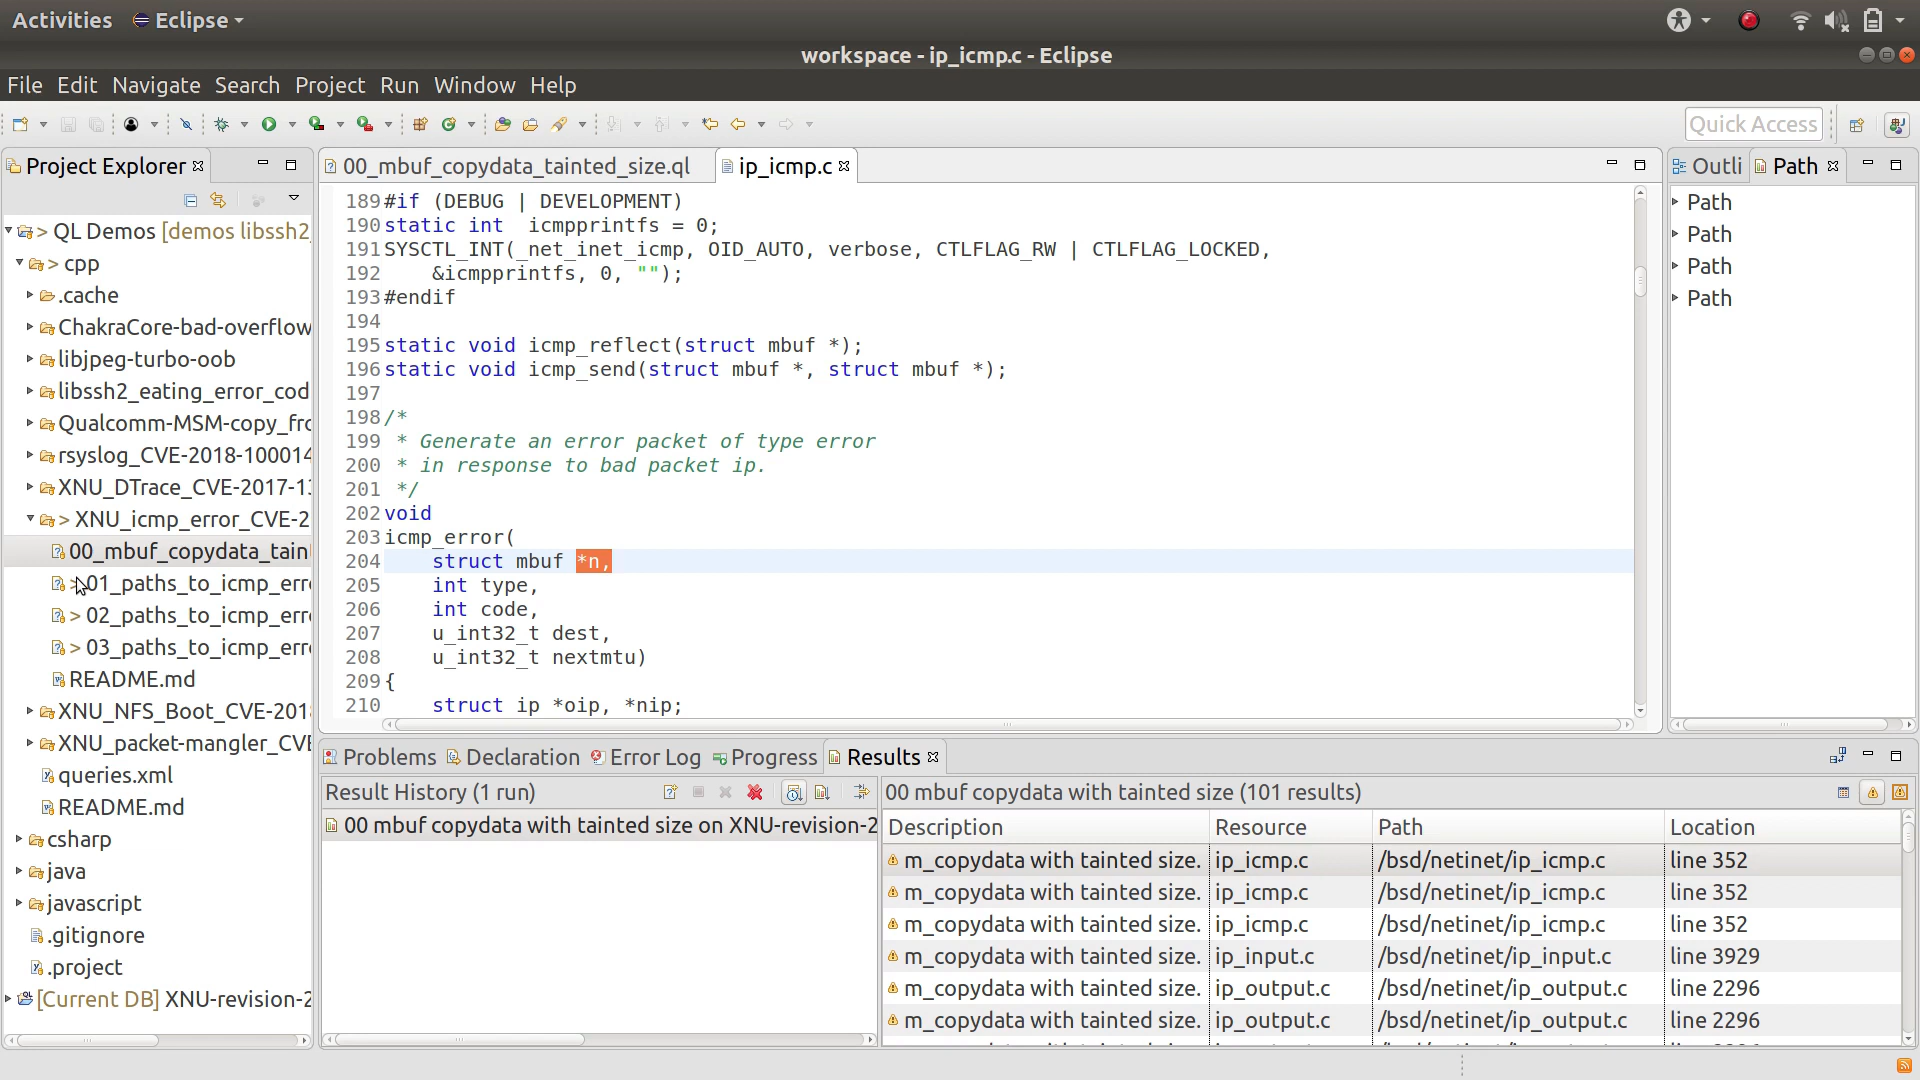 Activities Eclipse
workspace - ip_icmp.c - Eclipse
File Edit Navigate Search Project Run Window Help
Quick Access
Project Explorer
00_mbuf_copydata_tainted_size.ql
ip_icmp.c
Outli
Path
> QL Demos [demos libssh2
> cpp
.cache
ChakraCore-bad-overflow
libjpeg-turbo-oob
libssh2_eating_error_cod
Qualcomm-MSM-copy_fro
rsyslog_CVE-2018-100014
XNU_DTrace_CVE-2017-13
> XNU_icmp_error_CVE-2
00_mbuf_copydata_taint
> 01_paths_to_icmp_erro
> 02_paths_to_icmp_erro
> 03_paths_to_icmp_erro
README.md
XNU_NFS_Boot_CVE-2018
XNU_packet-mangler_CVE
queries.xml
README.md
csharp
java
javascript
.gitignore
.project
[Current DB] XNU-revision-2
189 #if (DEBUG | DEVELOPMENT)
190 static int  icmpprintfs = 0;
191 SYSCTL_INT(_net_inet_icmp, OID_AUTO, verbose, CTLFLAG_RW | CTLFLAG_LOCKED,
192     &icmpprintfs, 0, "");
193 #endif
194
195 static void icmp_reflect(struct mbuf *);
196 static void icmp_send(struct mbuf *, struct mbuf *);
197
198 /*
199  * Generate an error packet of type error
200  * in response to bad packet ip.
201  */
202 void
203 icmp_error(
204     struct mbuf *n,
205     int type,
206     int code,
207     u_int32_t dest,
208     u_int32_t nextmtu)
209 {
210     struct ip *oip, *nip;
Path
Path
Path
Path
Problems Declaration Error Log Progress Results
Result History (1 run)
00 mbuf copydata with tainted size on XNU-revision-2
00 mbuf copydata with tainted size (101 results)
Description Resource Path Location
m_copydata with tainted size. ip_icmp.c /bsd/netinet/ip_icmp.c line 352
m_copydata with tainted size. ip_icmp.c /bsd/netinet/ip_icmp.c line 352
m_copydata with tainted size. ip_icmp.c /bsd/netinet/ip_icmp.c line 352
m_copydata with tainted size. ip_input.c /bsd/netinet/ip_input.c line 3929
m_copydata with tainted size. ip_output.c /bsd/netinet/ip_output.c line 2296
m_copydata with tainted size. ip_output.c /bsd/netinet/ip_output.c line 2296